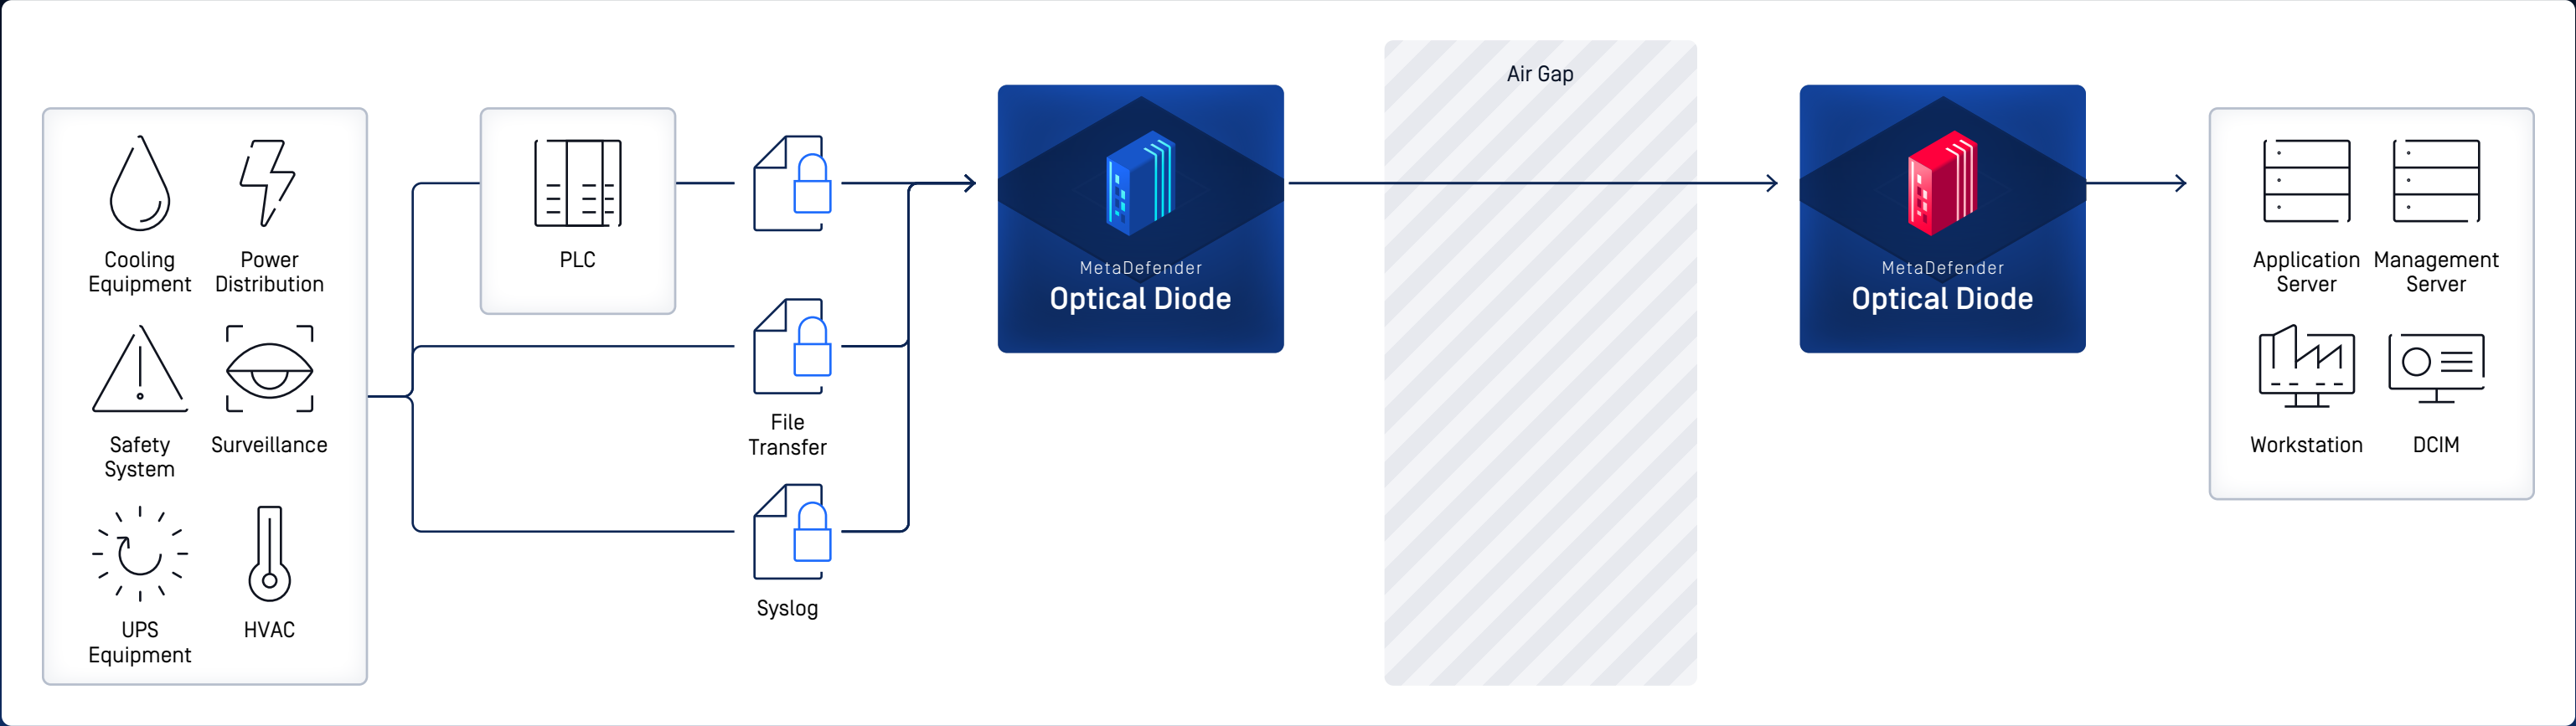 Cooling
Equipment
Power
Distribution
Safety
System
Surveillance
UPS
Equipment
HVAC
PLC
File
Transfer
Syslog
MetaDefender
Optical Diode
Air Gap
MetaDefender
Optical Diode
Application
Server
Management
Server
Workstation
DCIM